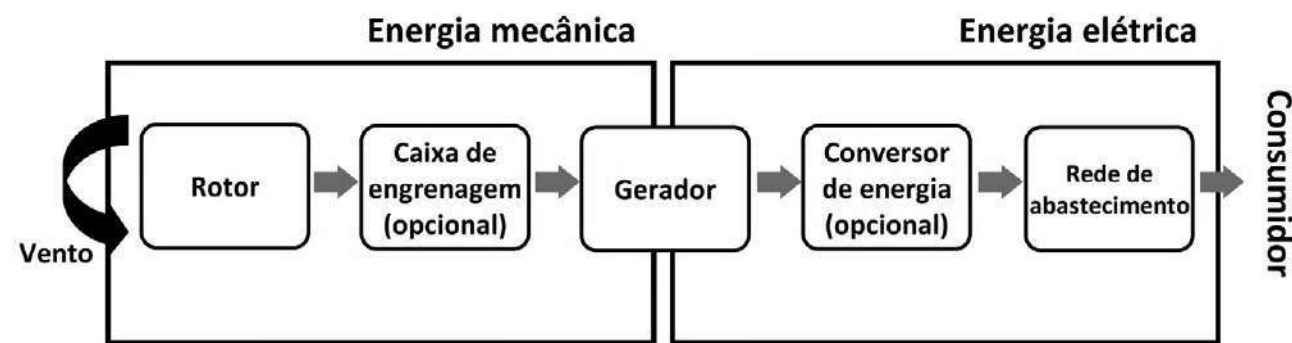 Energia mecânica
Energia elétrica
Vento
Rotor
Caixa de
engrenagem
(opcional)
Gerador
Conversor
de energia
(opcional)
Rede de
abastecimento
Consumidor